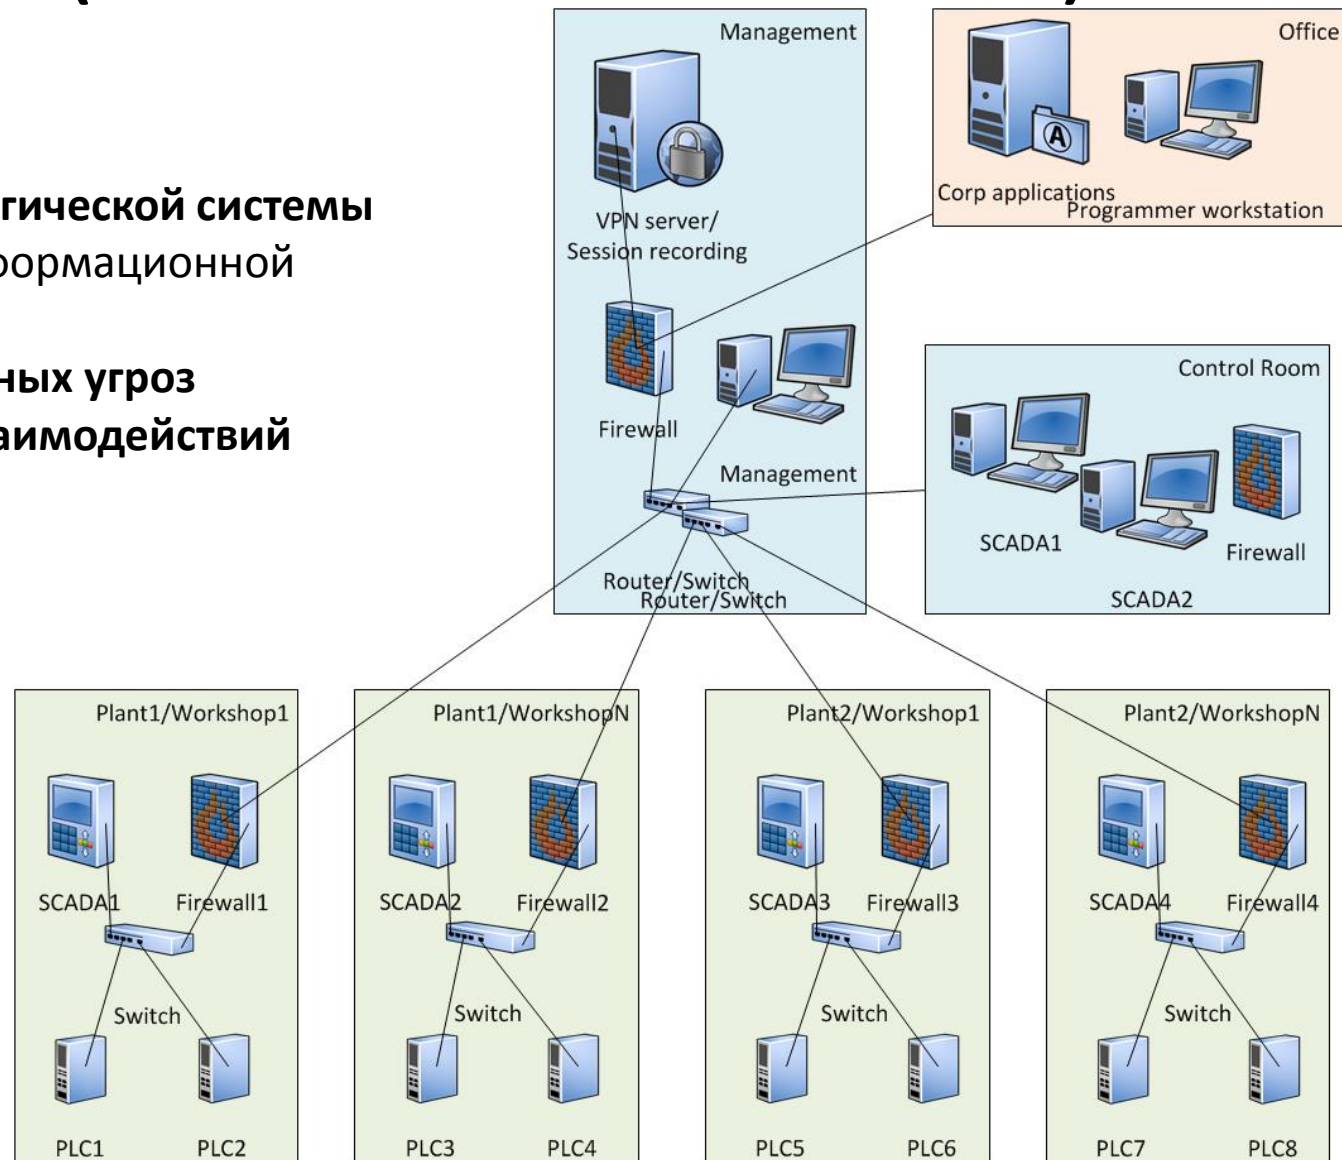 гической системы
формационной
ных угроз
аимодействий
Management
VPN server/
Session recording
Firewall
Management
Router/Switch
Router/Switch
Office
Corp applications
Programmer workstation
Control Room
SCADA1
Firewall
SCADA2
Plant1/Workshop1
SCADA1
Firewall1
Switch
PLC1
PLC2
Plant1/WorkshopN
SCADA2
Firewall2
Switch
PLC3
PLC4
Plant2/Workshop1
SCADA3
Firewall3
Switch
PLC5
PLC6
Plant2/WorkshopN
SCADA4
Firewall4
Switch
PLC7
PLC8